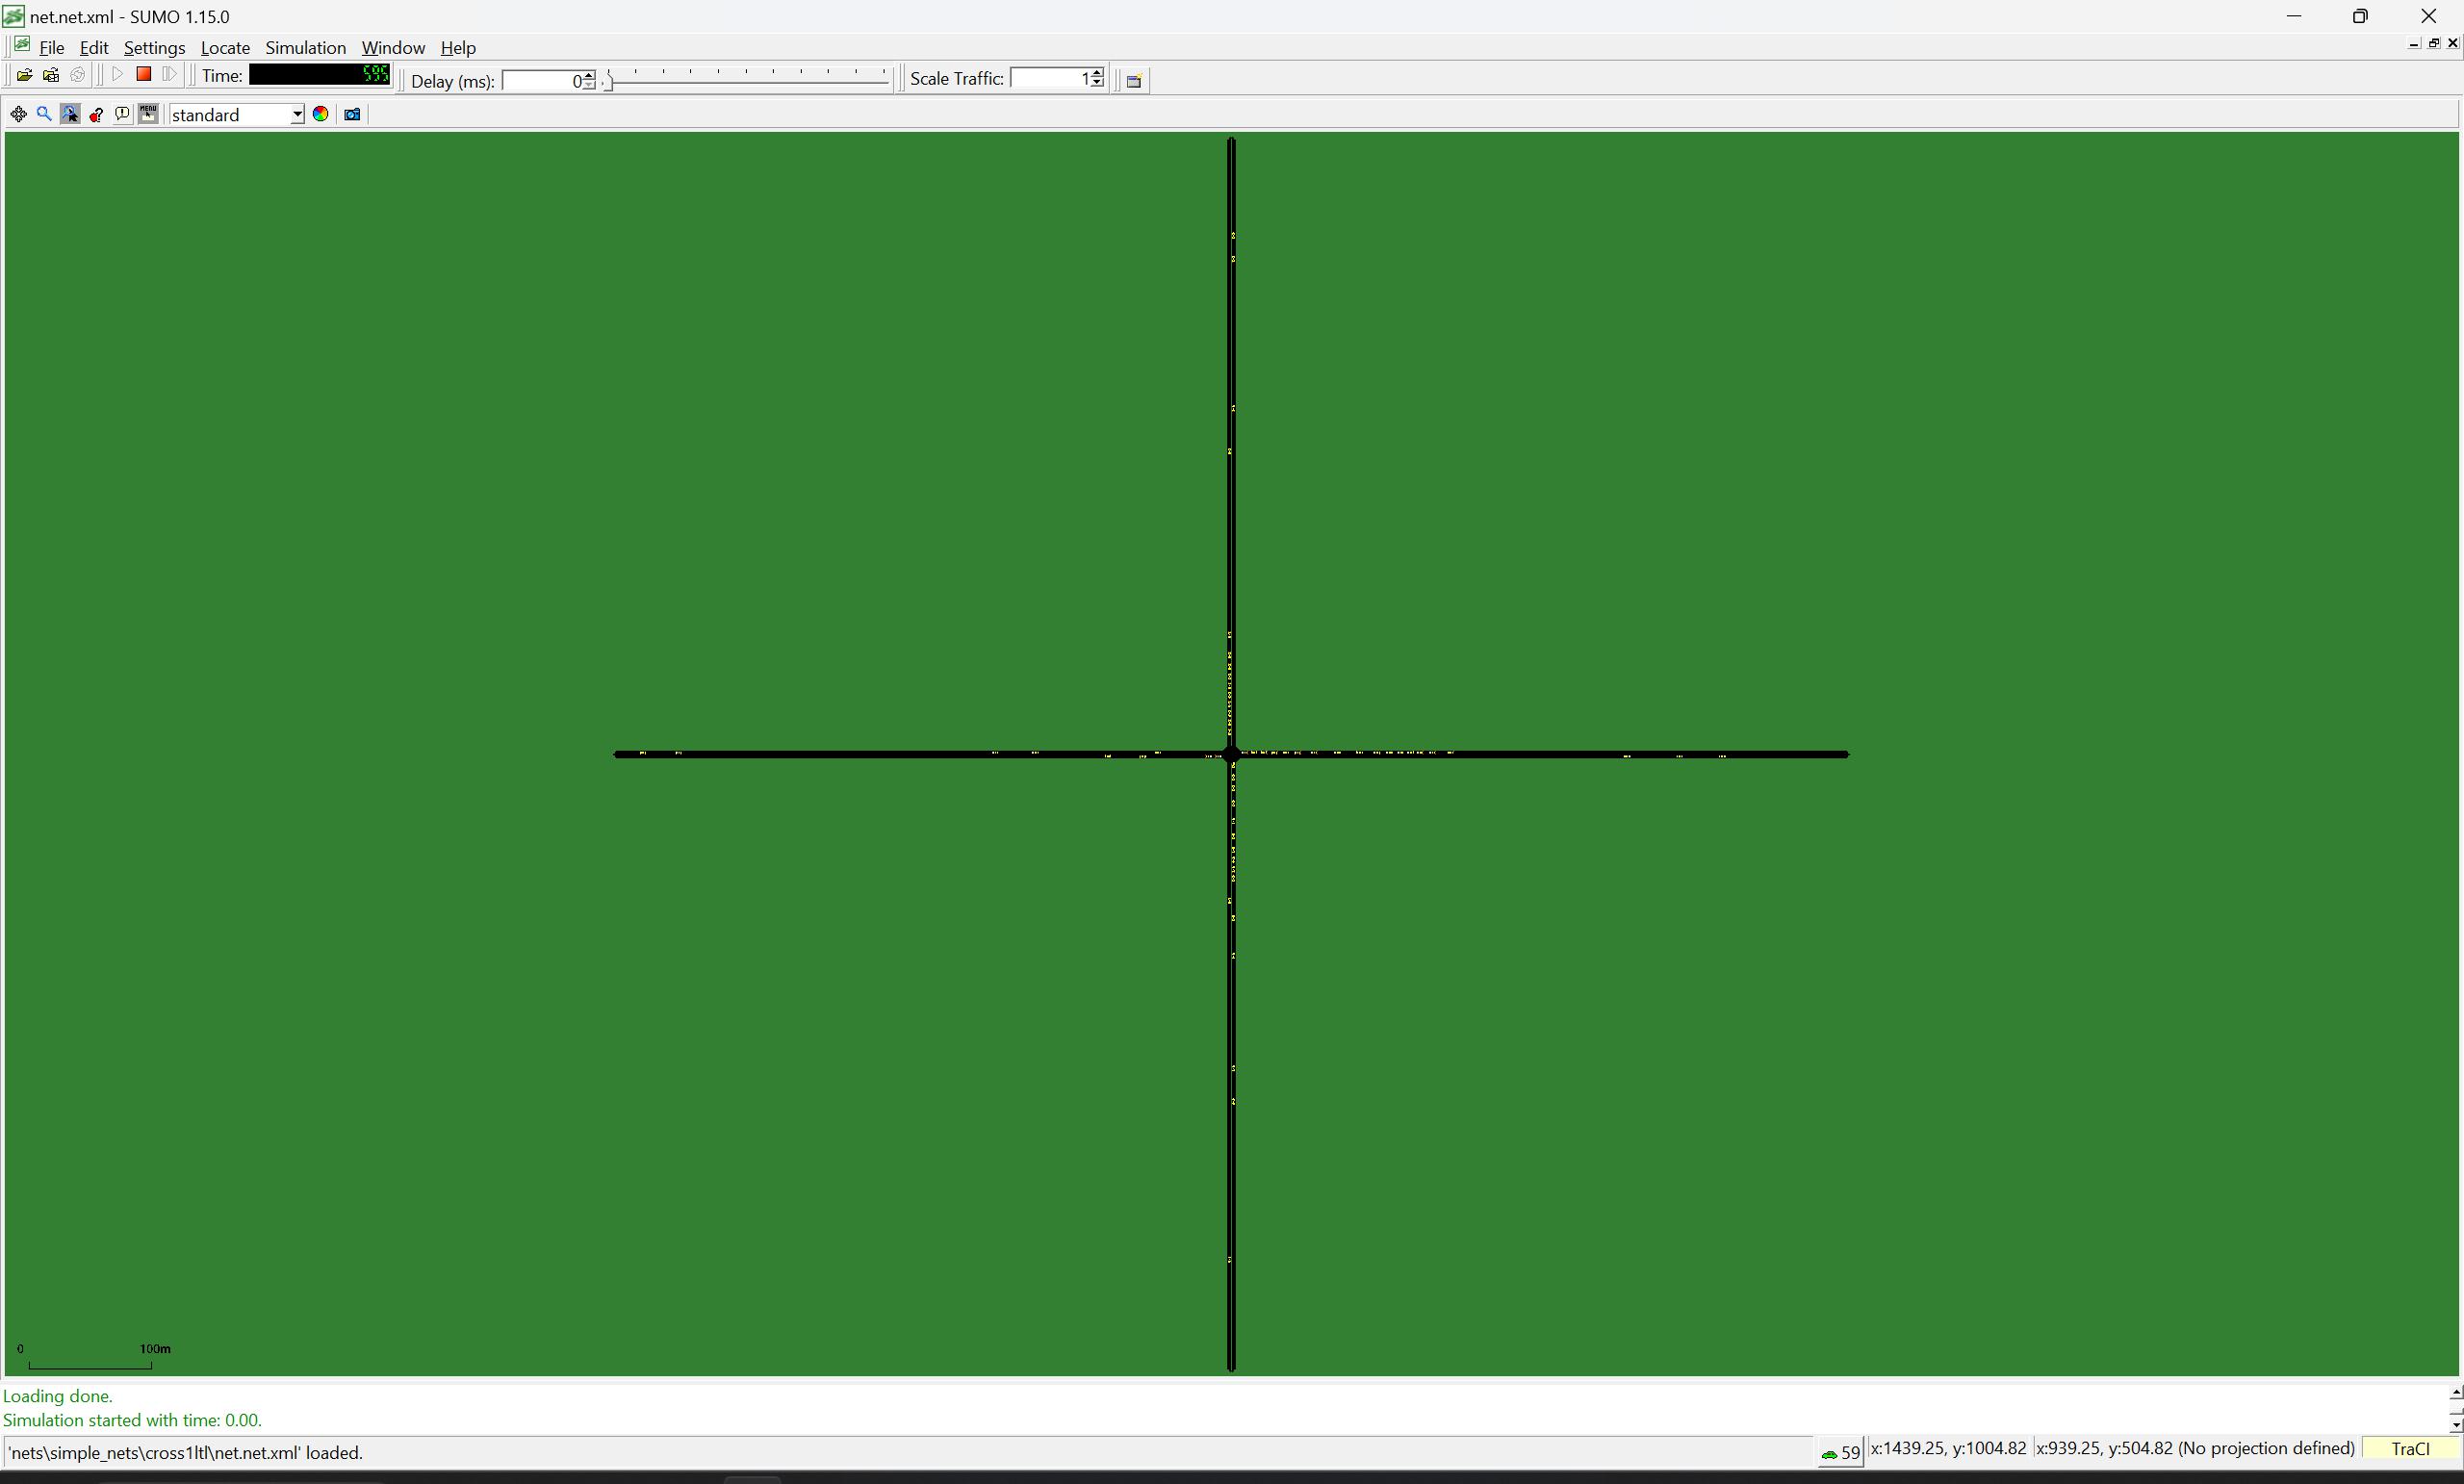 net.net.xml - SUMO 1.15.0
File Edit Settings Locate Simulation Window Help
Time: 595 Delay (ms): 0 Scale Traffic: 1
MENU standard
0 100m
Loading done.
Simulation started with time: 0.00.
'nets\simple_nets\cross1ltl\net.net.xml' loaded. 59 x:1439.25, y:1004.82 x:939.25, y:504.82 (No projection defined) TraCI